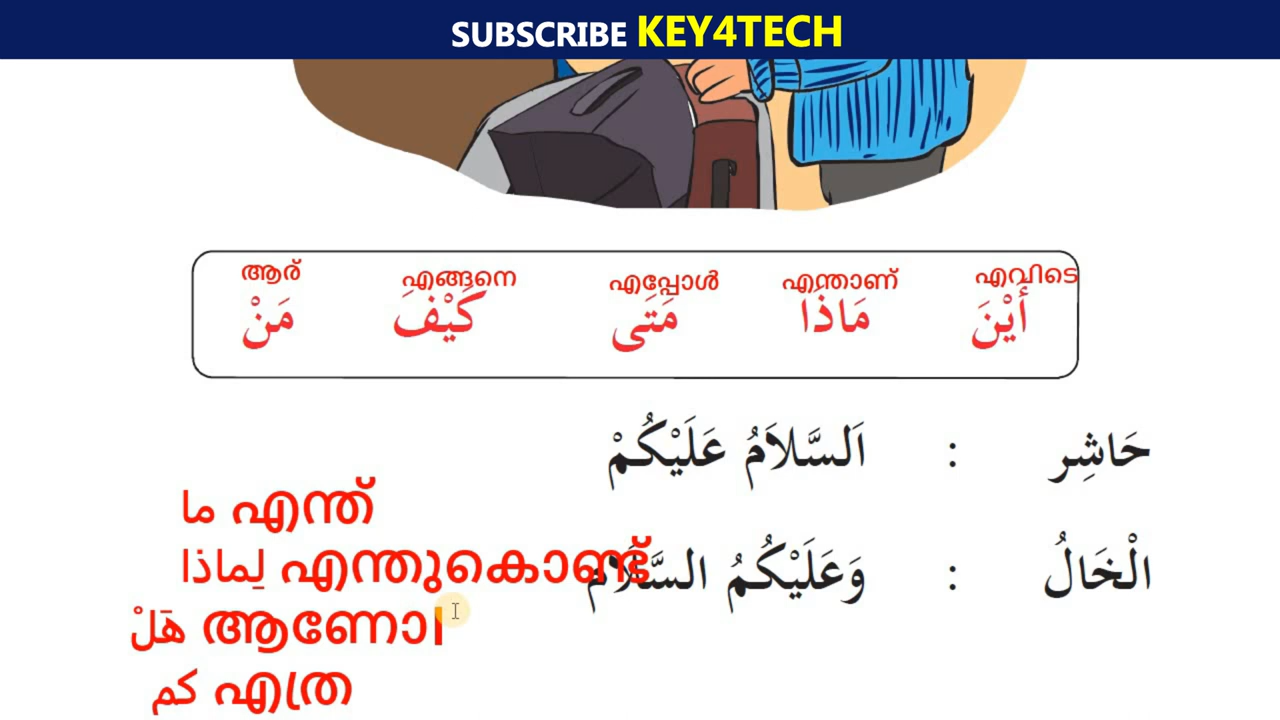 SUBSCRIBE KEY4TECH
എവിടെ എന്താണ് എപ്പോൾ എങ്ങനെ ആര്
أَيْنَ مَاذَا مَتَى كَيْفَ مَنْ
حَاشِر : اَلسَّلاَمُ عَلَيْكُمْ
ما എന്ത്
الْخَالُ : وَعَلَيْكُمُ السَّلَام
لِماذا എന്തുകൊണ്ട്
هَلْ ആണോ
كم എത്ര